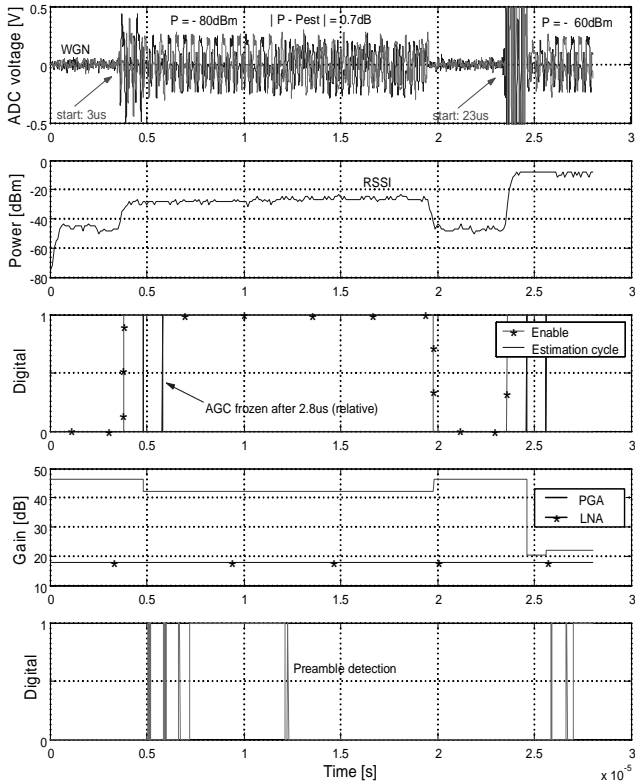 ADC voltage [V]
0.5
0
-0.5
WGN
P = - 80dBm
| P - Pest | = 0.7dB
P = - 60dBm
start: 3us
start: 23us
0 0.5 1 1.5 2 2.5 3
Power [dBm]
0
-20
-40
-60
-80
RSSI
0 0.5 1 1.5 2 2.5 3
Digital
1
0.5
0
Enable
Estimation cycle
AGC frozen after 2.8us (relative)
0 0.5 1 1.5 2 2.5 3
Gain [dB]
50
40
30
20
10
PGA
LNA
0 0.5 1 1.5 2 2.5 3
Digital
1
0.5
0
Preamble detection
0 0.5 1 1.5 2 2.5 3
Time [s]
x 10-5